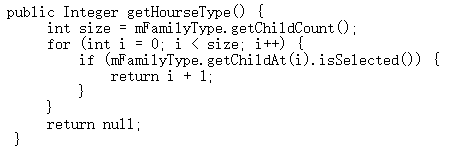 public Integer getHourseType() {
    int size = mFamilyType.getChildCount();
    for (int i = 0; i < size; i++) {
        if (mFamilyType.getChildAt(i).isSelected()) {
            return i + 1;
        }
    }
    return null;
}